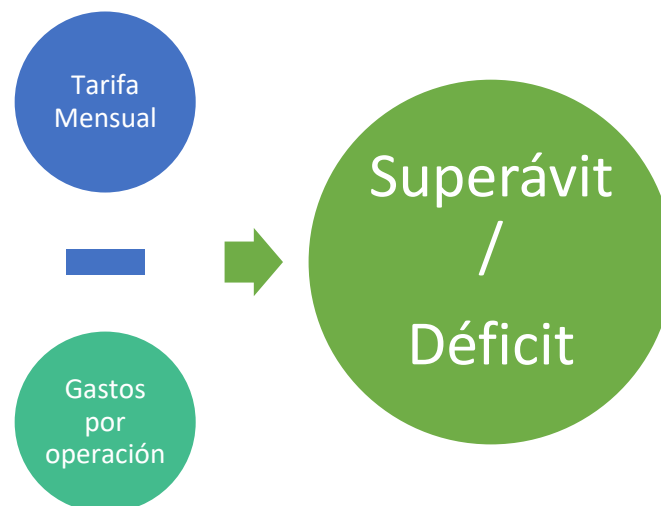 Tarifa
Mensual
Gastos
por
operación
Superávit
/
Déficit